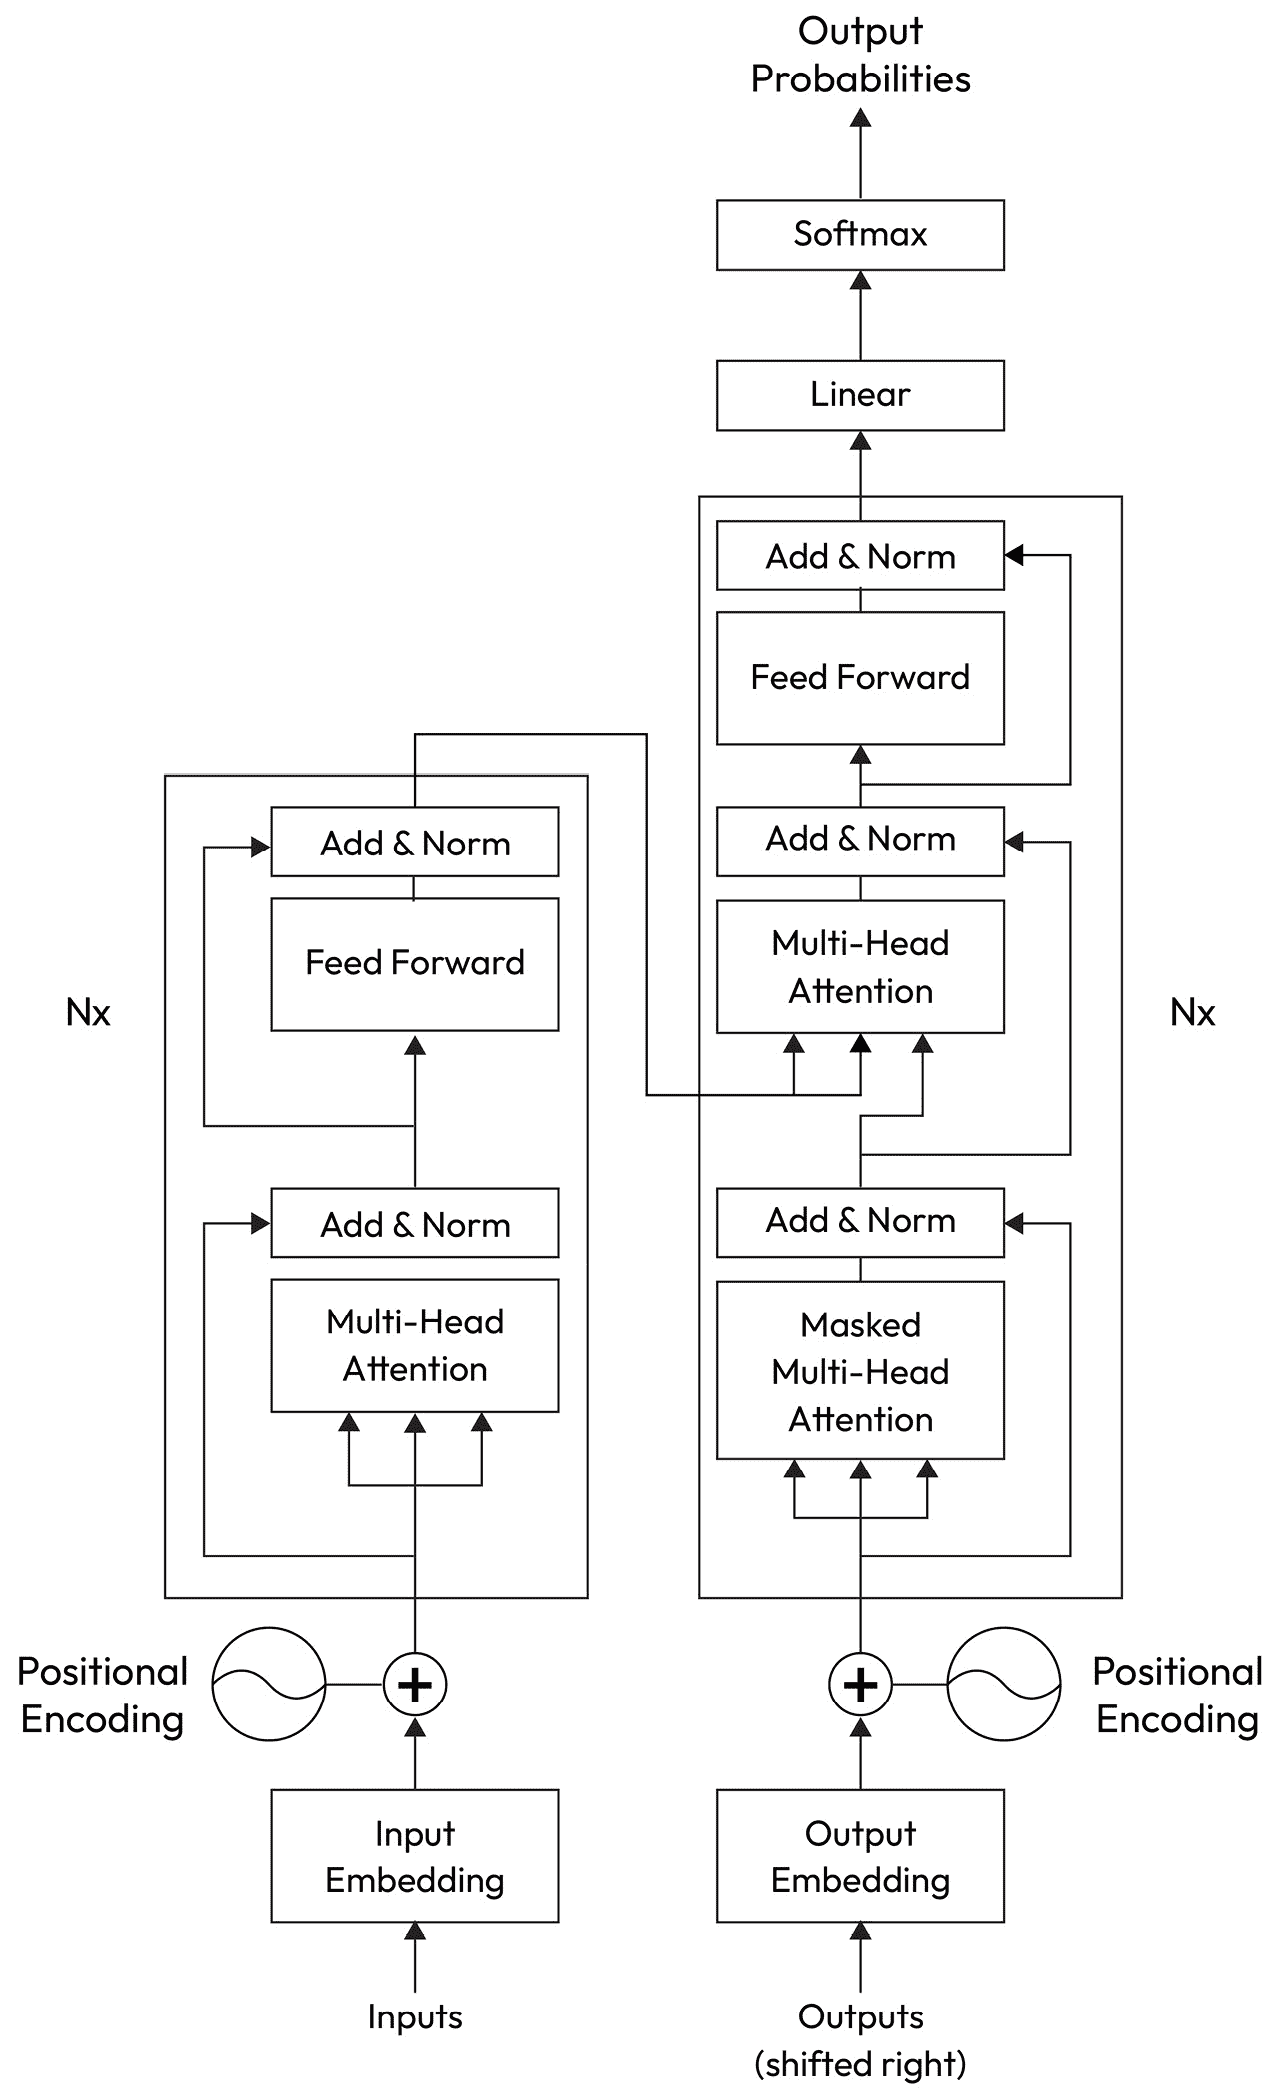 Output
Probabilities
Softmax
Linear
Add & Norm
Feed Forward
Add & Norm
Multi-Head
Attention
Add & Norm
Masked
Multi-Head
Attention
Nx
Add & Norm
Feed Forward
Add & Norm
Multi-Head
Attention
Nx
Positional
Encoding
+
+
Positional
Encoding
Input
Embedding
Output
Embedding
Inputs
Outputs
(shifted right)